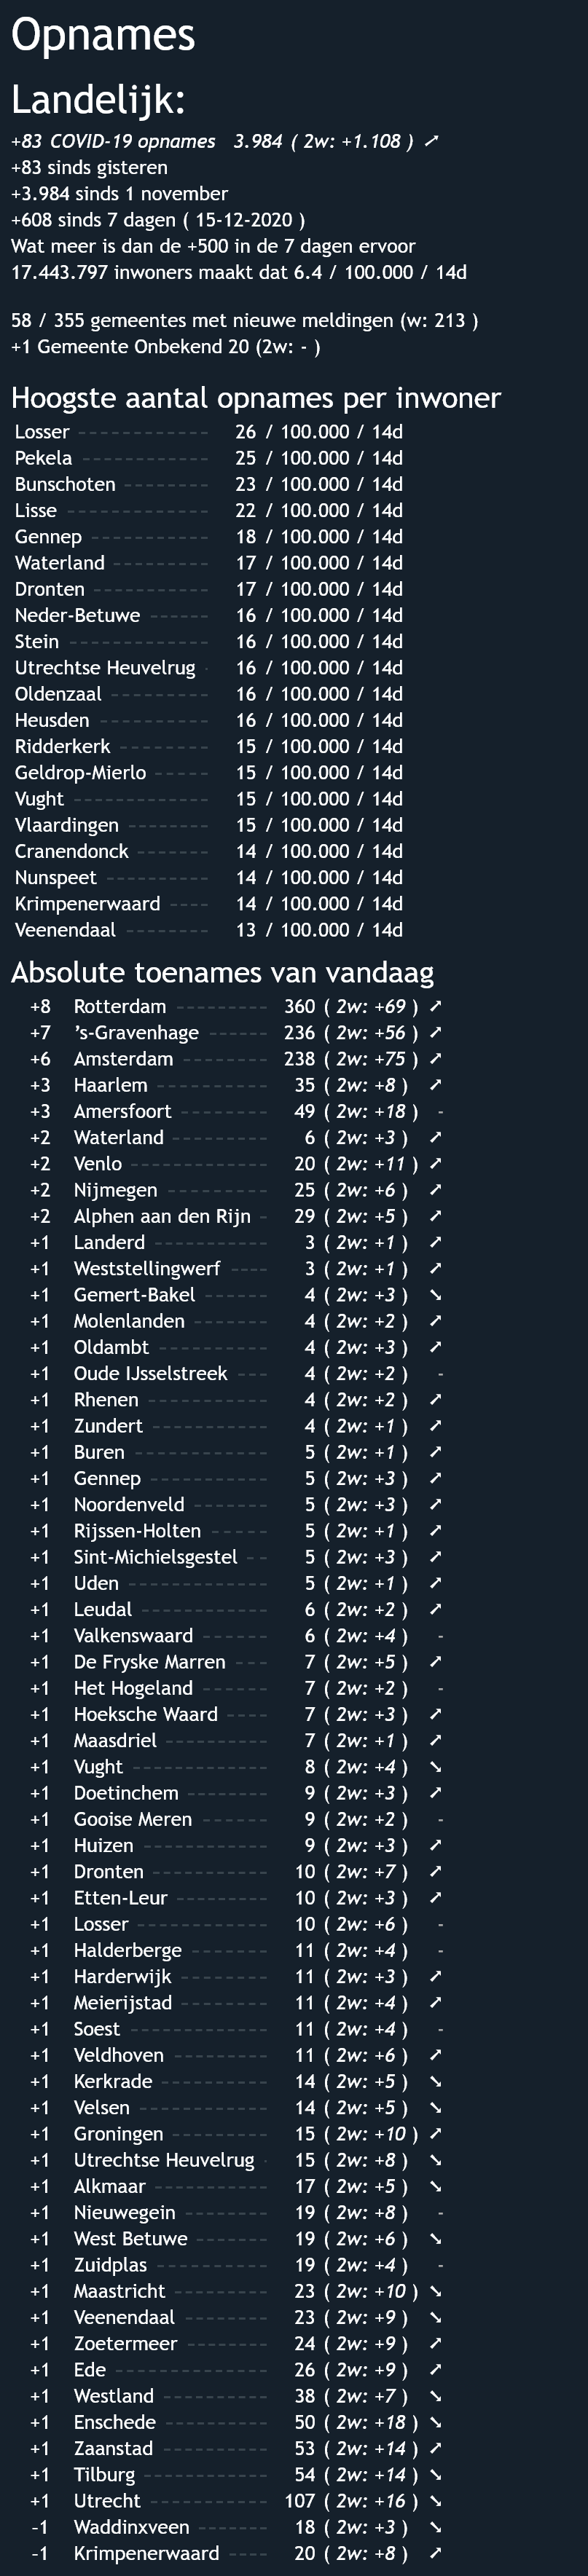 Opnames
Landelijk:
+83 COVID-19 opnames 3.984 ( 2w: +1.108 ) ➚
+83 sinds gisteren
+3.984 sinds 1 november
+608 sinds 7 dagen ( 15-12-2020 )
Wat meer is dan de +500 in de 7 dagen ervoor
17.443.797 inwoners maakt dat 6.4 / 100.000 / 14d
58 / 355 gemeentes met nieuwe meldingen (w: 213 )
+1 Gemeente Onbekend 20 (2w: - )
Hoogste aantal opnames per inwoner
Losser ------------ 26 / 100.000 / 14d
Pekela ------------ 25 / 100.000 / 14d
Bunschoten -------- 23 / 100.000 / 14d
Lisse ------------- 22 / 100.000 / 14d
Gennep ----------- 18 / 100.000 / 14d
Waterland --------- 17 / 100.000 / 14d
Dronten ----------- 17 / 100.000 / 14d
Neder-Betuwe ------ 16 / 100.000 / 14d
Stein ------------- 16 / 100.000 / 14d
Utrechtse Heuvelrug - 16 / 100.000 / 14d
Oldenzaal --------- 16 / 100.000 / 14d
Heusden ---------- 16 / 100.000 / 14d
Ridderkerk -------- 15 / 100.000 / 14d
Geldrop-Mierlo ----- 15 / 100.000 / 14d
Vught ------------- 15 / 100.000 / 14d
Vlaardingen -------- 15 / 100.000 / 14d
Cranendonck ------- 14 / 100.000 / 14d
Nunspeet ---------- 14 / 100.000 / 14d
Krimpenerwaard ---- 14 / 100.000 / 14d
Veenendaal -------- 13 / 100.000 / 14d
Absolute toenames van vandaag
+8 Rotterdam --------- 360 ( 2w: +69 ) ➚
+7 's-Gravenhage ------ 236 ( 2w: +56 ) ➚
+6 Amsterdam --------- 238 ( 2w: +75 ) ➚
+3 Haarlem ----------- 35 ( 2w: +8 ) ➚
+3 Amersfoort --------- 49 ( 2w: +18 ) -
+2 Waterland --------- 6 ( 2w: +3 ) ➚
+2 Venlo ------------- 20 ( 2w: +11 ) ➚
+2 Nijmegen ---------- 25 ( 2w: +6 ) ➚
+2 Alphen aan den Rijn - 29 ( 2w: +5 ) ➚
+1 Landerd ----------- 3 ( 2w: +1 ) ➚
+1 Weststellingwerf ---- 3 ( 2w: +1 ) ➚
+1 Gemert-Bakel ------ 4 ( 2w: +3 ) ➘
+1 Molenlanden ------- 4 ( 2w: +2 ) ➚
+1 Oldambt ---------- 4 ( 2w: +3 ) ➚
+1 Oude IJsselstreek --- 4 ( 2w: +2 ) -
+1 Rhenen ----------- 4 ( 2w: +2 ) ➚
+1 Zundert ----------- 4 ( 2w: +1 ) ➚
+1 Buren ------------ 5 ( 2w: +1 ) ➚
+1 Gennep ----------- 5 ( 2w: +3 ) ➚
+1 Noordenveld ------- 5 ( 2w: +3 ) ➚
+1 Rijssen-Holten ----- 5 ( 2w: +1 ) ➚
+1 Sint-Michielsgestel -- 5 ( 2w: +3 ) ➚
+1 Uden ------------- 5 ( 2w: +1 ) ➚
+1 Leudal ------------ 6 ( 2w: +2 ) ➚
+1 Valkenswaard ------ 6 ( 2w: +4 ) -
+1 De Fryske Marren --- 7 ( 2w: +5 ) ➚
+1 Het Hogeland ------ 7 ( 2w: +2 ) -
+1 Hoeksche Waard ---- 7 ( 2w: +3 ) ➚
+1 Maasdriel --------- 7 ( 2w: +1 ) ➚
+1 Vught ------------ 8 ( 2w: +4 ) ➘
+1 Doetinchem ------- 9 ( 2w: +3 ) ➚
+1 Gooise Meren ------ 9 ( 2w: +2 ) -
+1 Huizen ----------- 9 ( 2w: +3 ) ➚
+1 Dronten ---------- 10 ( 2w: +7 ) ➚
+1 Etten-Leur -------- 10 ( 2w: +3 ) ➚
+1 Losser ------------ 10 ( 2w: +6 ) -
+1 Halderberge ------- 11 ( 2w: +4 ) -
+1 Harderwijk -------- 11 ( 2w: +3 ) ➚
+1 Meierijstad -------- 11 ( 2w: +4 ) ➚
+1 Soest ------------ 11 ( 2w: +4 ) -
+1 Veldhoven --------- 11 ( 2w: +6 ) ➚
+1 Kerkrade ---------- 14 ( 2w: +5 ) ➘
+1 Velsen ------------ 14 ( 2w: +5 ) ➘
+1 Groningen --------- 15 ( 2w: +10 ) ➚
+1 Utrechtse Heuvelrug - 15 ( 2w: +8 ) ➘
+1 Alkmaar ----------- 17 ( 2w: +5 ) ➘
+1 Nieuwegein -------- 19 ( 2w: +8 ) -
+1 West Betuwe ------- 19 ( 2w: +6 ) ➘
+1 Zuidplas ---------- 19 ( 2w: +4 ) -
+1 Maastricht --------- 23 ( 2w: +10 ) ➘
+1 Veenendaal -------- 23 ( 2w: +9 ) ➘
+1 Zoetermeer -------- 24 ( 2w: +9 ) ➚
+1 Ede -------------- 26 ( 2w: +9 ) ➚
+1 Westland ---------- 38 ( 2w: +7 ) ➘
+1 Enschede ---------- 50 ( 2w: +18 ) ➘
+1 Zaanstad ---------- 53 ( 2w: +14 ) ➚
+1 Tilburg ----------- 54 ( 2w: +14 ) ➘
+1 Utrecht ----------- 107 ( 2w: +16 ) ➘
-1 Waddinxveen ------- 18 ( 2w: +3 ) ➘
-1 Krimpenerwaard ---- 20 ( 2w: +8 ) ➚